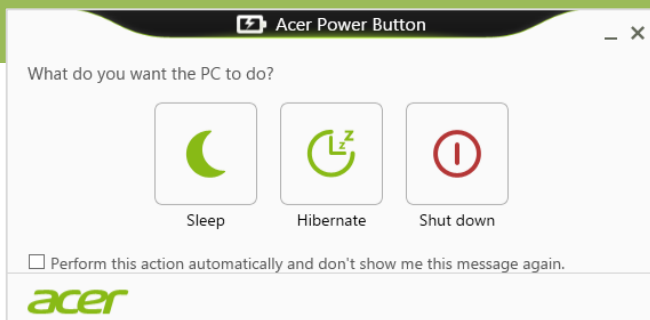 Acer Power Button
What do you want the PC to do?
z z
Sleep Hibernate Shut down
Perform this action automatically and don't show me this message again.
acer